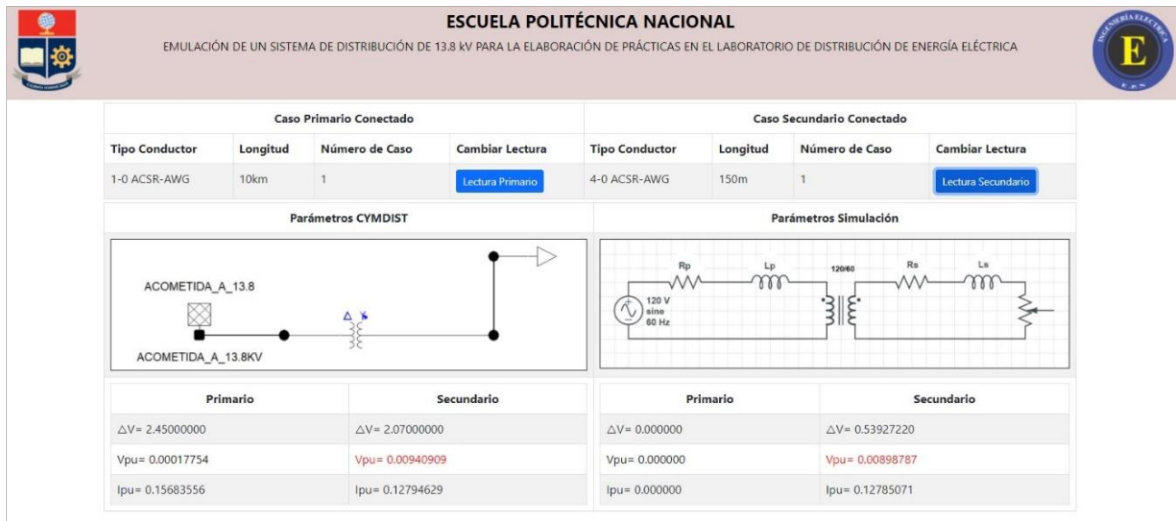 ESCUELA POLITÉCNICA NACIONAL
EMULACIÓN DE UN SISTEMA DE DISTRIBUCIÓN DE 13.8 kV PARA LA ELABORACIÓN DE PRÁCTICAS EN EL LABORATORIO DE DISTRIBUCIÓN DE ENERGÍA ELÉCTRICA
INGENIERÍA ELÉCTRICA
E
E.P.N
Caso Primario Conectado
Caso Secundario Conectado
Tipo Conductor Longitud Número de Caso Cambiar Lectura Tipo Conductor Longitud Número de Caso Cambiar Lectura
1-0 ACSR-AWG 10km 1 Lectura Primario 4-0 ACSR-AWG 150m 1 Lectura Secundario
Parámetros CYMDIST
Parámetros Simulación
ACOMETIDA_A_13.8
ACOMETIDA_A_13.8KV
Rp Lp 120/60 Rs Ls
120 V
sine
60 Hz
Primario Secundario Primario Secundario
△V= 2.45000000 △V= 2.07000000 △V= 0.000000 △V= 0.53927220
Vpu= 0.00017754 Vpu= 0.00940909 Vpu= 0.000000 Vpu= 0.00898787
Ipu= 0.15683556 Ipu= 0.12794629 Ipu= 0.000000 Ipu= 0.12785071